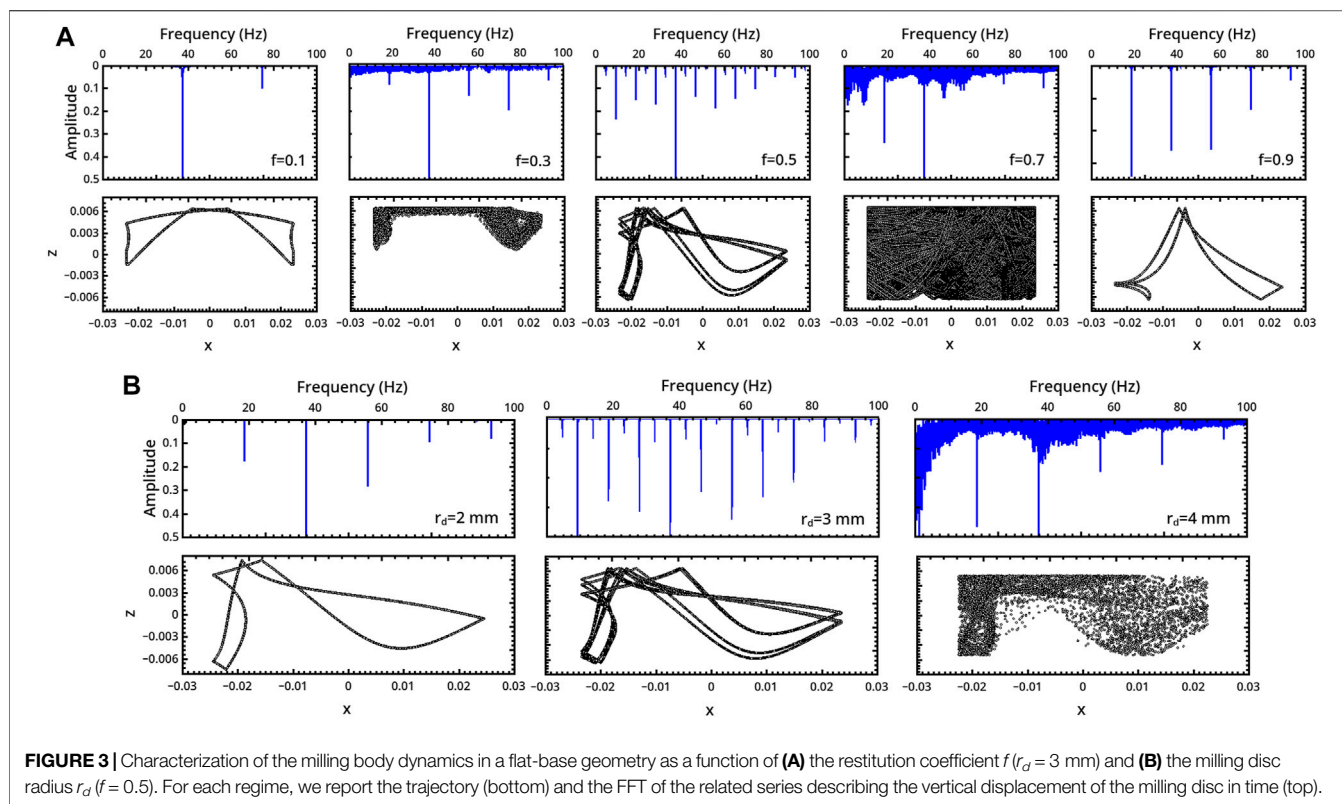 A
Frequency (Hz) Frequency (Hz) Frequency (Hz) Frequency (Hz) Frequency (Hz)
0 20 40 60 80 100 0 20 40 60 80 100 0 20 40 60 80 100 0 20 40 60 80 100 0 20 40 60 80 100
Amplitude
0
0.1
0.2
0.3
0.4
0.5
f=0.1 f=0.3 f=0.5 f=0.7 f=0.9
z
0.006
0.003
0
−0.003
−0.006
−0.03 −0.02 −0.01 0 0.01 0.02 0.03 −0.03 −0.02 −0.01 0 0.01 0.02 0.03 −0.03 −0.02 −0.01 0 0.01 0.02 0.03 −0.03 −0.02 −0.01 0 0.01 0.02 0.03 −0.03 −0.02 −0.01 0 0.01 0.02 0.03
x x x x x
B
Frequency (Hz) Frequency (Hz) Frequency (Hz)
0 20 40 60 80 100 0 20 40 60 80 100 0 20 40 60 80 100
Amplitude
0
0.1
0.2
0.3
0.4
0.5
rd=2 mm rd=3 mm rd=4 mm
z
0.006
0.003
0
−0.003
−0.006
−0.03 −0.02 −0.01 0 0.01 0.02 0.03 −0.03 −0.02 −0.01 0 0.01 0.02 0.03 −0.03 −0.02 −0.01 0 0.01 0.02 0.03
x x x
FIGURE 3 | Characterization of the milling body dynamics in a flat-base geometry as a function of (A) the restitution coefficient f (rd = 3 mm) and (B) the milling disc
radius rd (f = 0.5). For each regime, we report the trajectory (bottom) and the FFT of the related series describing the vertical displacement of the milling disc in time (top).